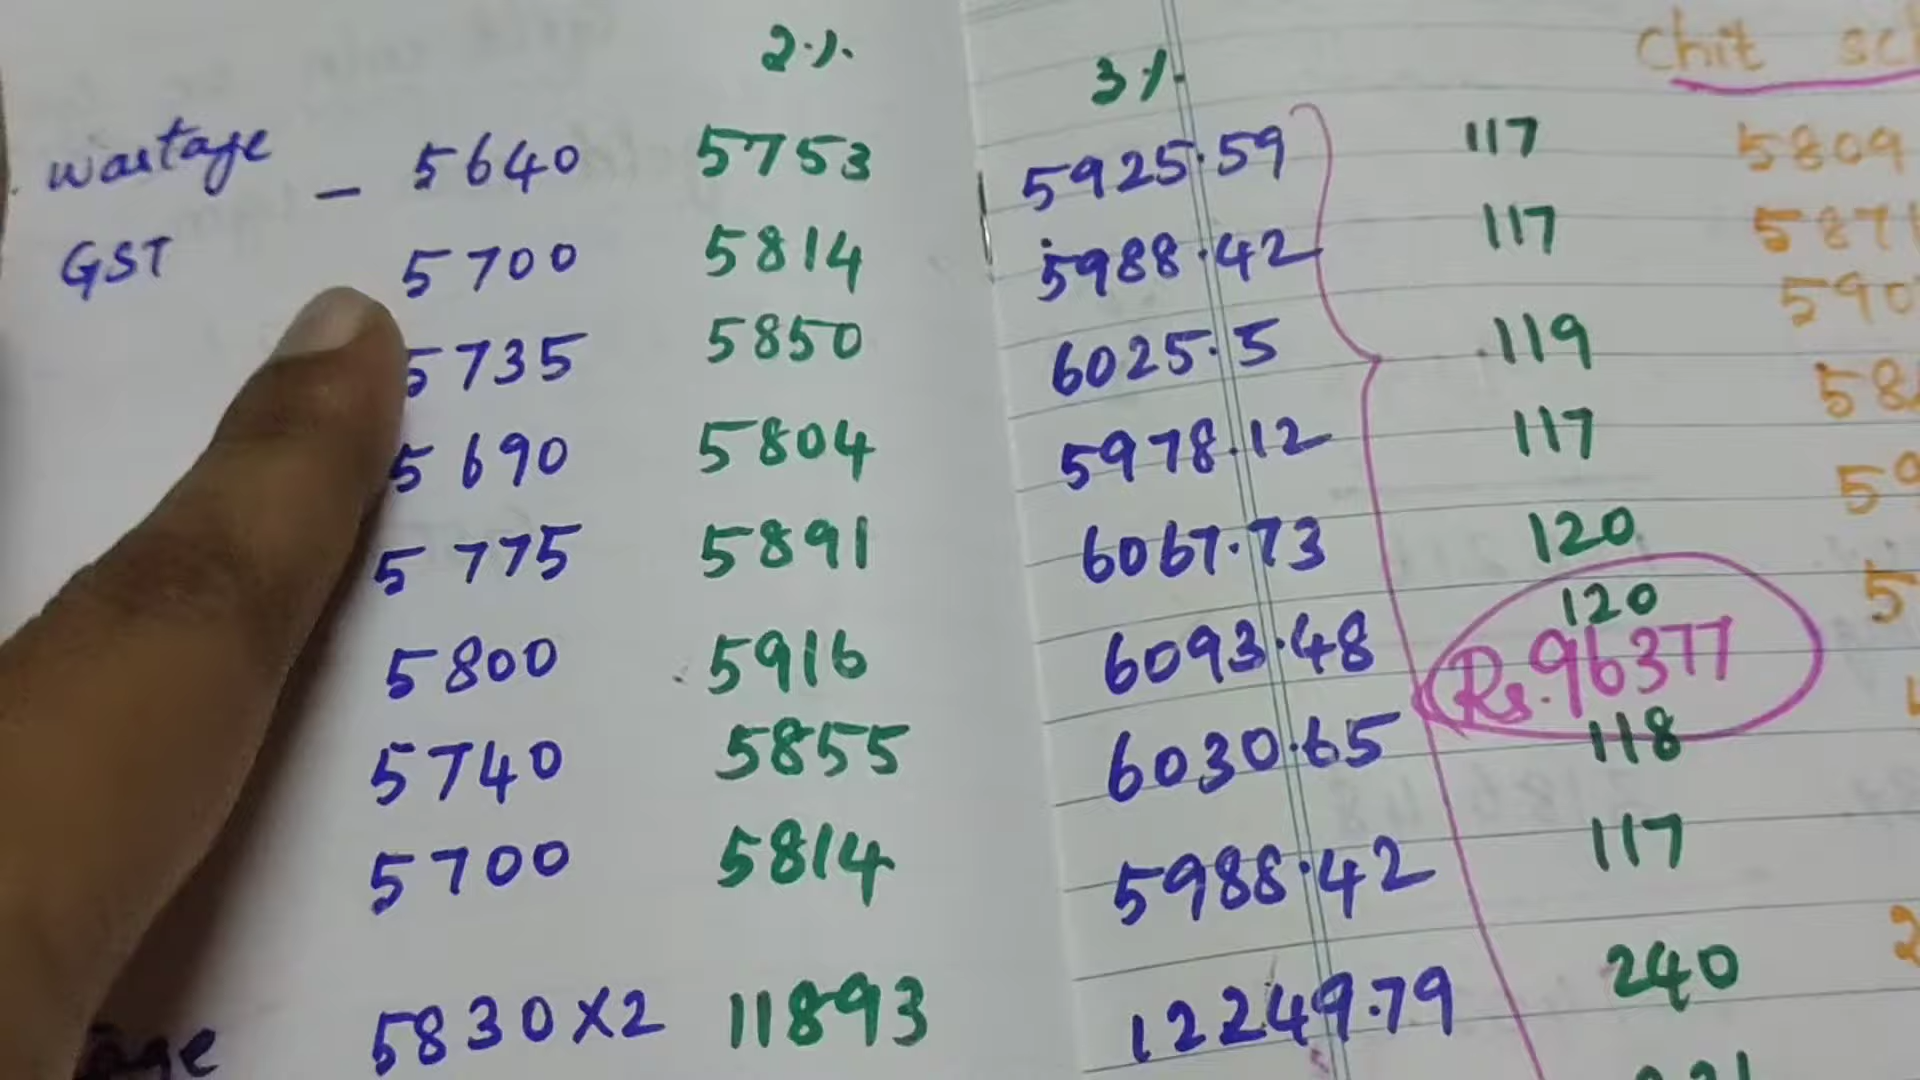 2% 3% Chit
wastage - 5640 5753 5925.59 117 5809
GST 5700 5814 5988.42 117 5871
5735 5850 6025.5 119
5690 5804 5978.12 117
5775 5891 6067.73 120
5800 5916 6093.48 120
Rs.96377
5740 5855 6030.65 118
5700 5814 5988.42 117
5830X2 11893 12249.79 240